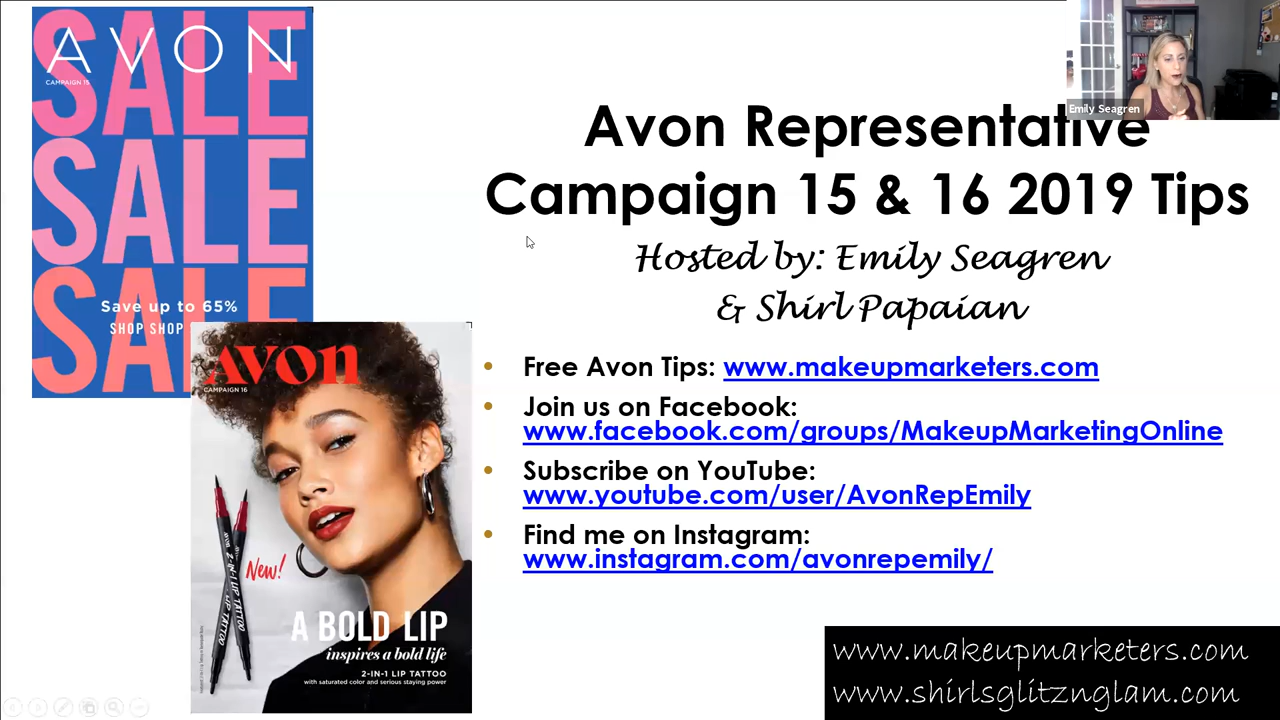 SALE
AVON
CAMPAIGN 15
SALE
SALE
Save up to 65%
SHOP SHOP
AVON
CAMPAIGN 16
New!
A BOLD LIP
inspires a bold life
2-IN-1 LIP TATTOO
with saturated color and serious staying power
Emily Seagren
Avon Representative
Campaign 15 & 16 2019 Tips
Hosted by: Emily Seagren
& Shirl Papaian
• Free Avon Tips: www.makeupmarketers.com
• Join us on Facebook:
www.facebook.com/groups/MakeupMarketingOnline
• Subscribe on YouTube:
www.youtube.com/user/AvonRepEmily
• Find me on Instagram:
www.instagram.com/avonrepemily/
www.makeupmarketers.com
www.shirlsglitznglam.com